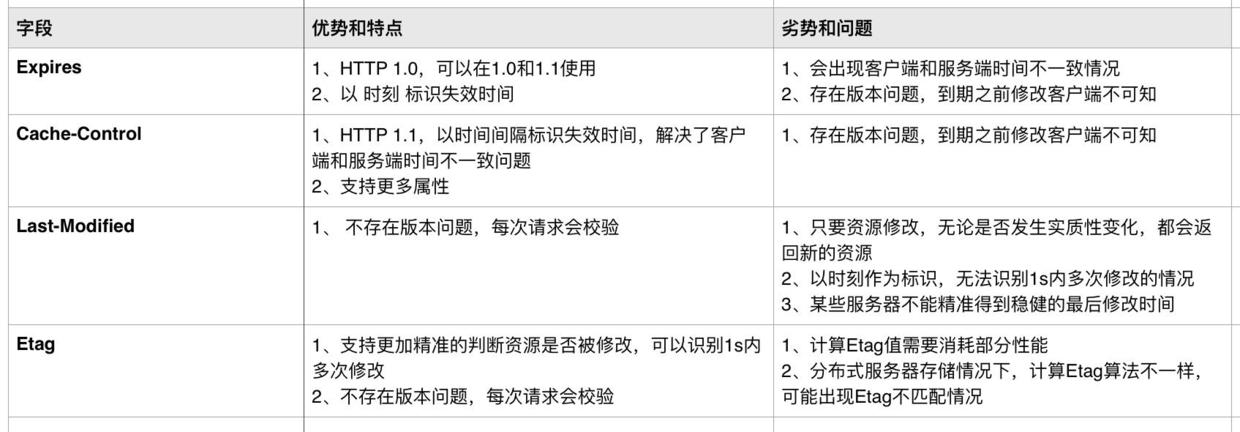 字段
优势和特点
劣势和问题
Expires
1、HTTP 1.0，可以在1.0和1.1使用
2、以 时刻 标识失效时间
1、会出现客户端和服务端时间不一致情况
2、存在版本问题，到期之前修改客户端不可知
Cache-Control
1、HTTP 1.1，以时间间隔标识失效时间，解决了客户
端和服务端时间不一致问题
2、支持更多属性
1、存在版本问题，到期之前修改客户端不可知
Last-Modified
1、 不存在版本问题，每次请求会校验
1、只要资源修改，无论是否发生实质性变化，都会返
回新的资源
2、以时刻作为标识，无法识别1s内多次修改的情况
3、某些服务器不能精准得到稳健的最后修改时间
Etag
1、支持更加精准的判断资源是否被修改，可以识别1s内
多次修改
2、不存在版本问题，每次请求会校验
1、计算Etag值需要消耗部分性能
2、分布式服务器存储情况下，计算Etag算法不一样，
可能出现Etag不匹配情况